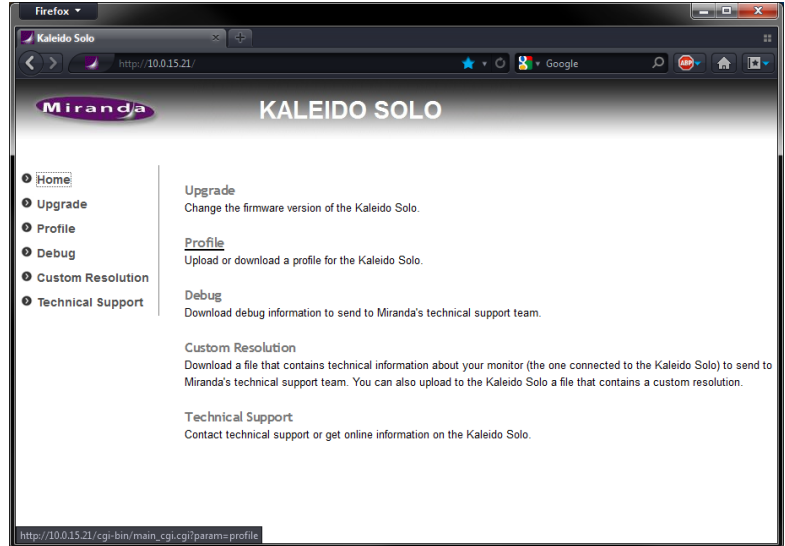 Firefox
Kaleido Solo
http://10.0.15.21/
Google
ABP
Miranda
KALEIDO SOLO
Home
Upgrade
Profile
Debug
Custom Resolution
Technical Support
Upgrade
Change the firmware version of the Kaleido Solo.
Profile
Upload or download a profile for the Kaleido Solo.
Debug
Download debug information to send to Miranda's technical support team.
Custom Resolution
Download a file that contains technical information about your monitor (the one connected to the Kaleido Solo) to send to
Miranda's technical support team. You can also upload to the Kaleido Solo a file that contains a custom resolution.
Technical Support
Contact technical support or get online information on the Kaleido Solo.
http://10.0.15.21/cgi-bin/main_cgi.cgi?param=profile